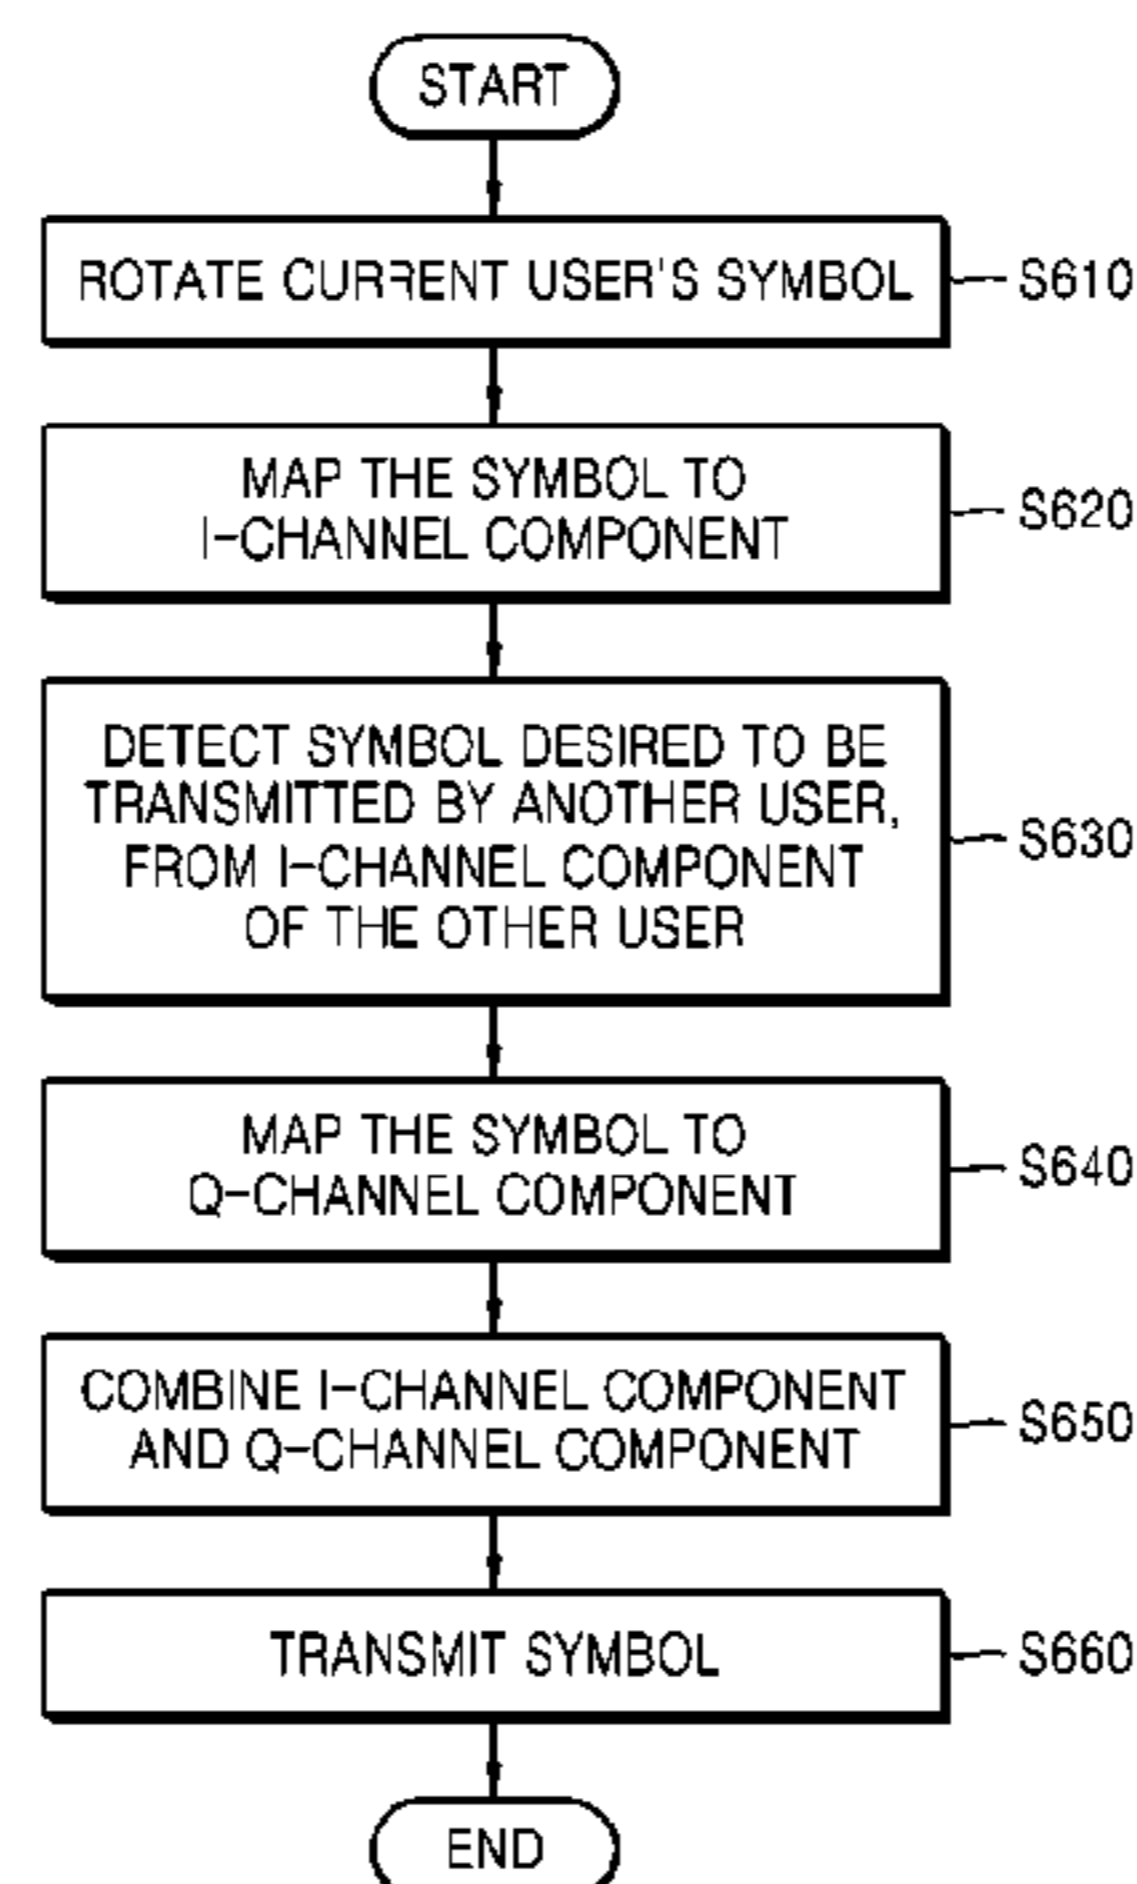 START
ROTATE CURRENT USER'S SYMBOL
S610
MAP THE SYMBOL TO
I-CHANNEL COMPONENT
S620
DETECT SYMBOL DESIRED TO BE
TRANSMITTED BY ANOTHER USER,
FROM I-CHANNEL COMPONENT
OF THE OTHER USER
S630
MAP THE SYMBOL TO
Q-CHANNEL COMPONENT
S640
COMBINE I-CHANNEL COMPONENT
AND Q-CHANNEL COMPONENT
S650
TRANSMIT SYMBOL
S660
END